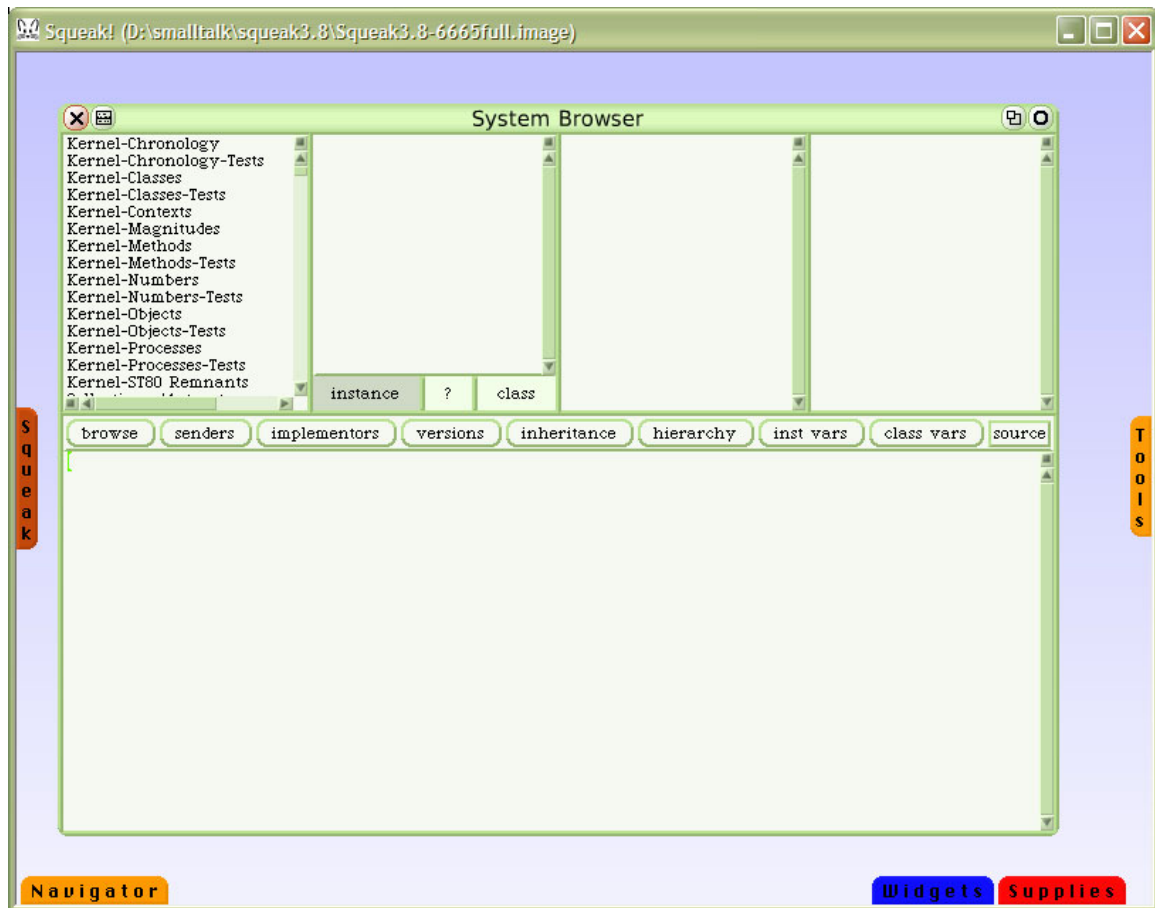 Squeak! (D:\smalltalk\squeak3.8\Squeak3.8-6665full.image)
System Browser
Kernel-Chronology
Kernel-Chronology-Tests
Kernel-Classes
Kernel-Classes-Tests
Kernel-Contexts
Kernel-Magnitudes
Kernel-Methods
Kernel-Methods-Tests
Kernel-Numbers
Kernel-Numbers-Tests
Kernel-Objects
Kernel-Objects-Tests
Kernel-Processes
Kernel-Processes-Tests
Kernel-ST80 Remnants
instance ? class
browse senders implementors versions inheritance hierarchy inst vars class vars source
Squeak
Tools
Navigator
Widgets
Supplies